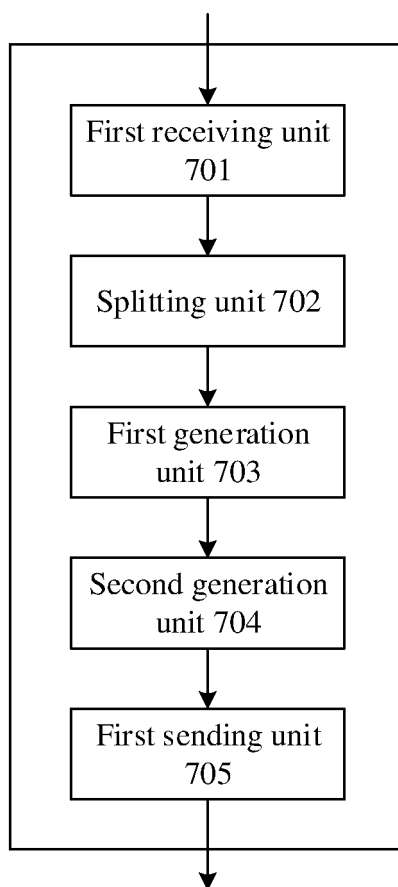 First receiving unit
701
Splitting unit 702
First generation
unit 703
Second generation
unit 704
First sending unit
705